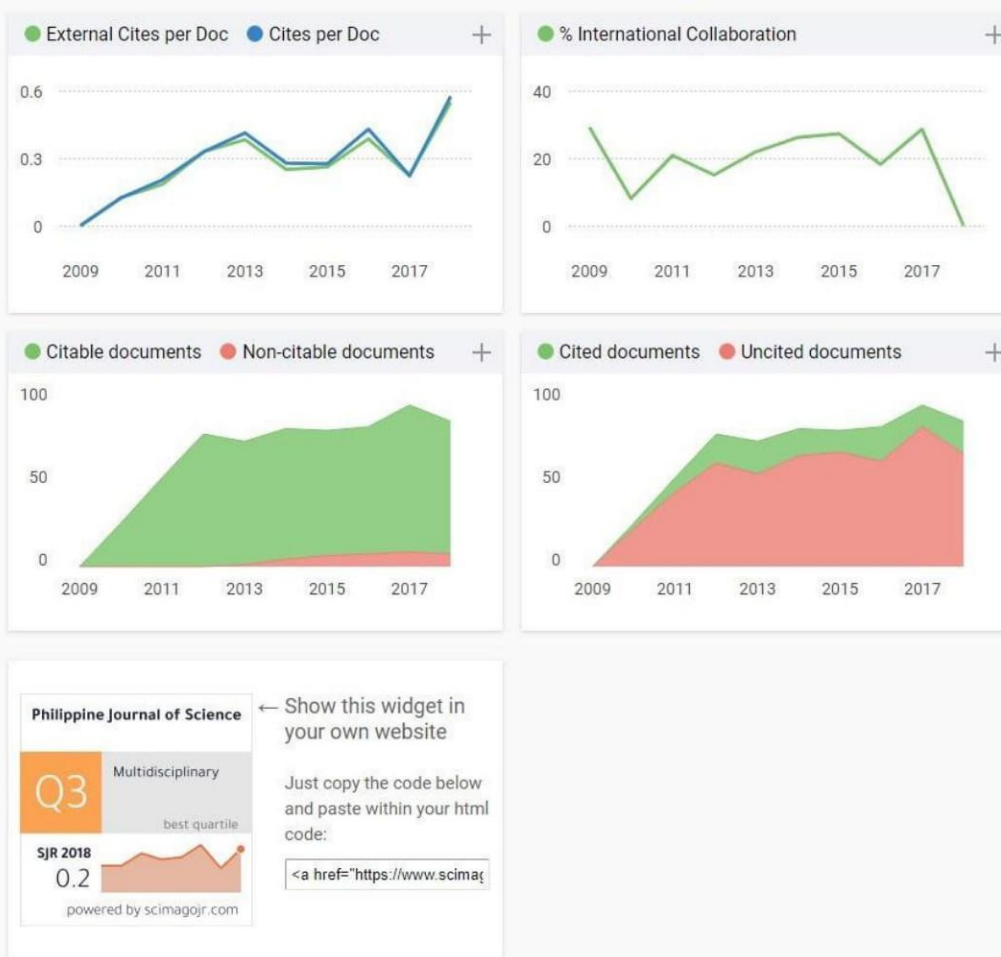 External Cites per Doc Cites per Doc +
0.6
0.3
0
2009 2011 2013 2015 2017
% International Collaboration +
40
20
0
2009 2011 2013 2015 2017
Citable documents Non-citable documents +
100
50
0
2009 2011 2013 2015 2017
Cited documents Uncited documents +
100
50
0
2009 2011 2013 2015 2017
Philippine Journal of Science
Q3
Multidisciplinary
best quartile
SJR 2018
0.2
powered by scimagojr.com
← Show this widget in
your own website
Just copy the code below
and paste within your html
code:
<a href="https://www.scimag